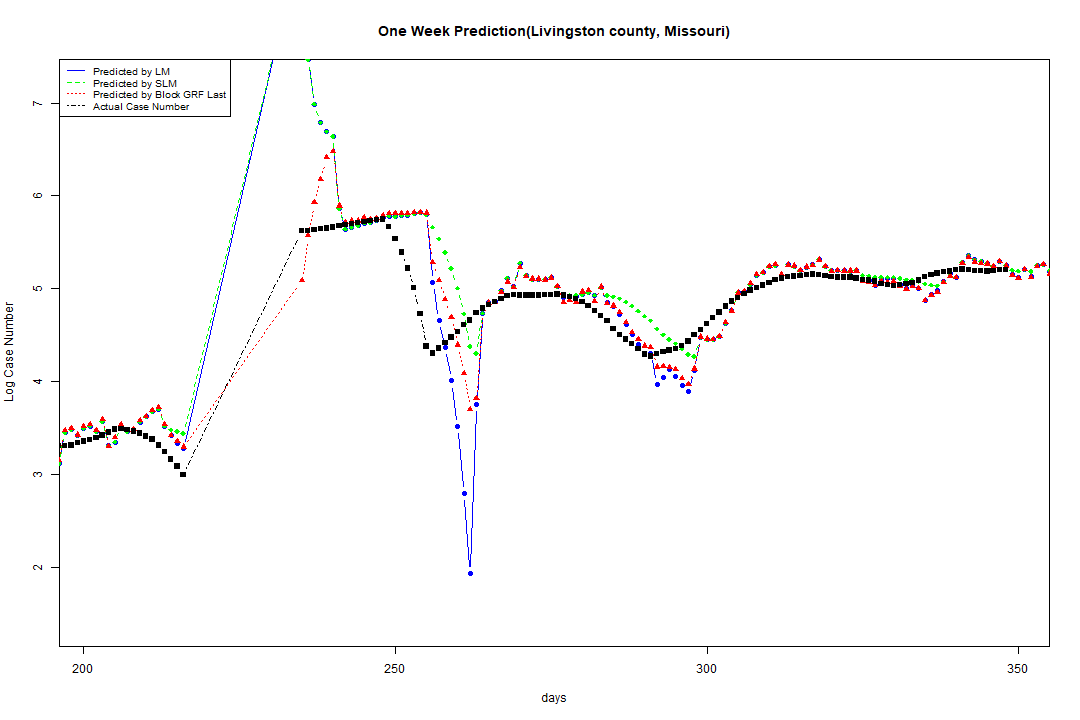 One Week Prediction(Livingston county, Missouri)
Predicted by LM
Predicted by SLM
Predicted by Block GRF Last
Actual Case Number
Log Case Number
7
6
5
4
3
2
200 250 300 350
days